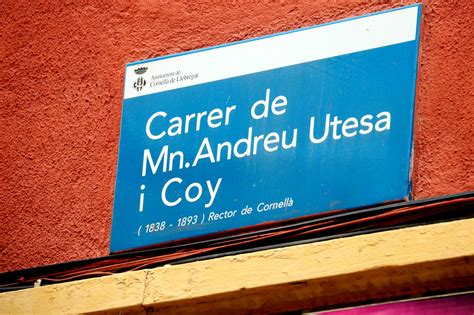 Ajuntament de
Cornellà de Llobregat
Carrer de
Mn. Andreu Utesa
i Coy
( 1838 - 1893 ) Rector de Cornellà